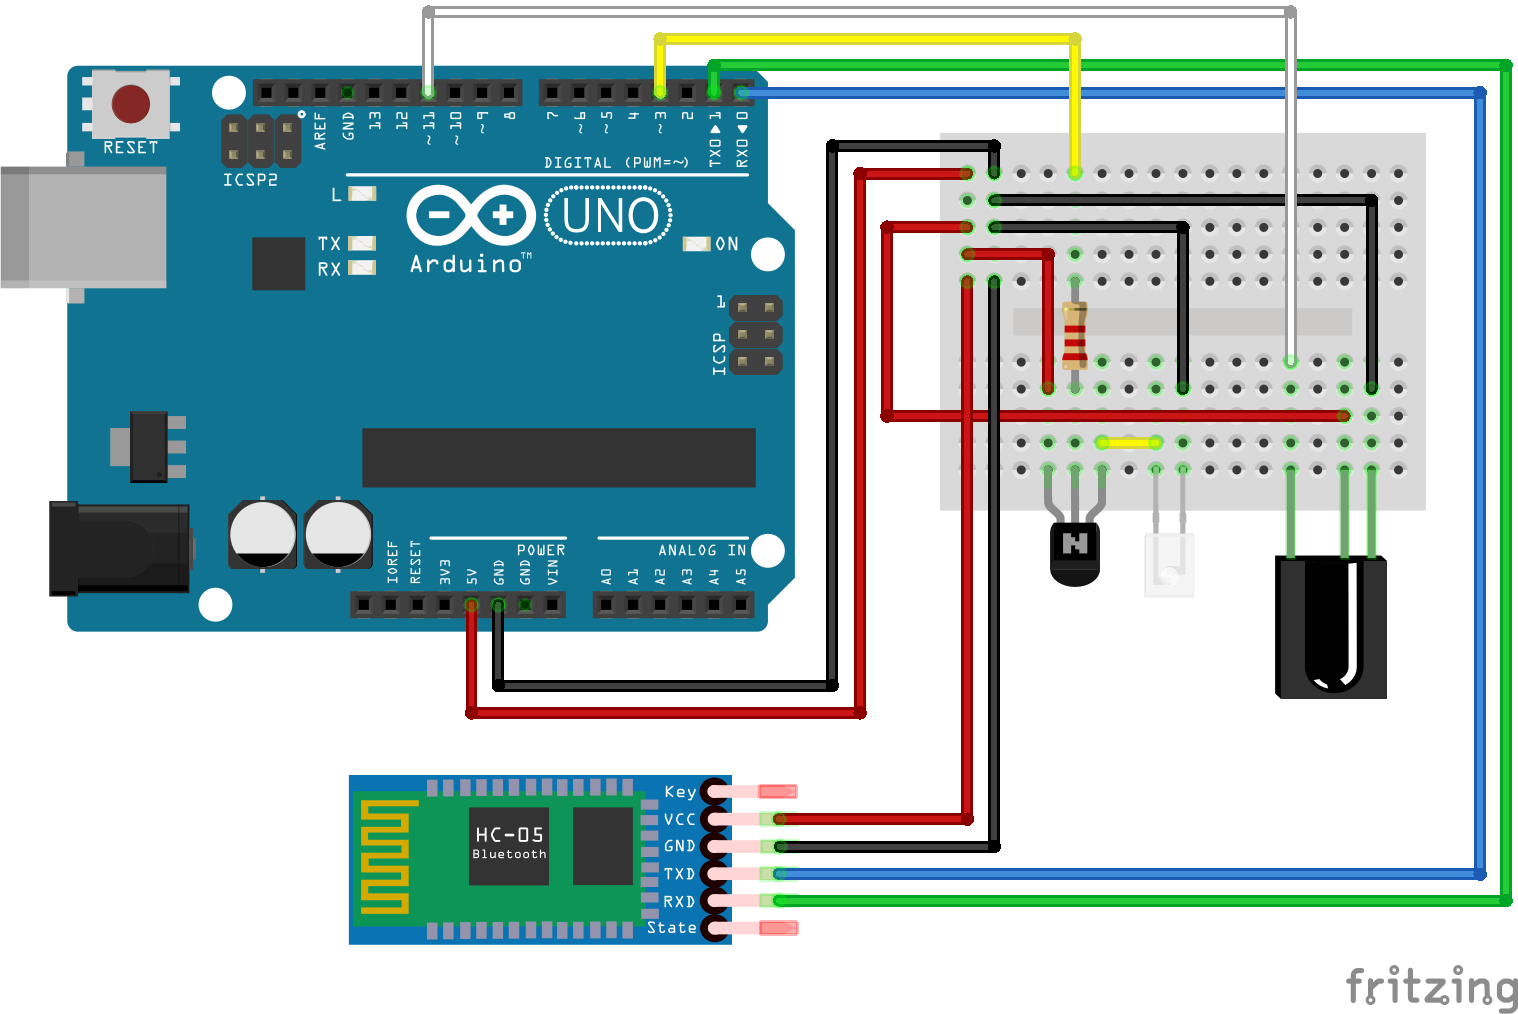 RESET
ICSP2
AREF
GND
13
12
~11
~10
~9
8
7
~6
~5
4
~3
2
TXO▶1
RXO◀0
DIGITAL (PWM=~)
L
TX
RX
UNO
ON
Arduino™
1
ICSP
IOREF
RESET
3V3
5V
GND
GND
VIN
POWER
ANALOG IN
A0
A1
A2
A3
A4
A5
N
HC-05
Bluetooth
Key
VCC
GND
TXD
RXD
State
fritzing